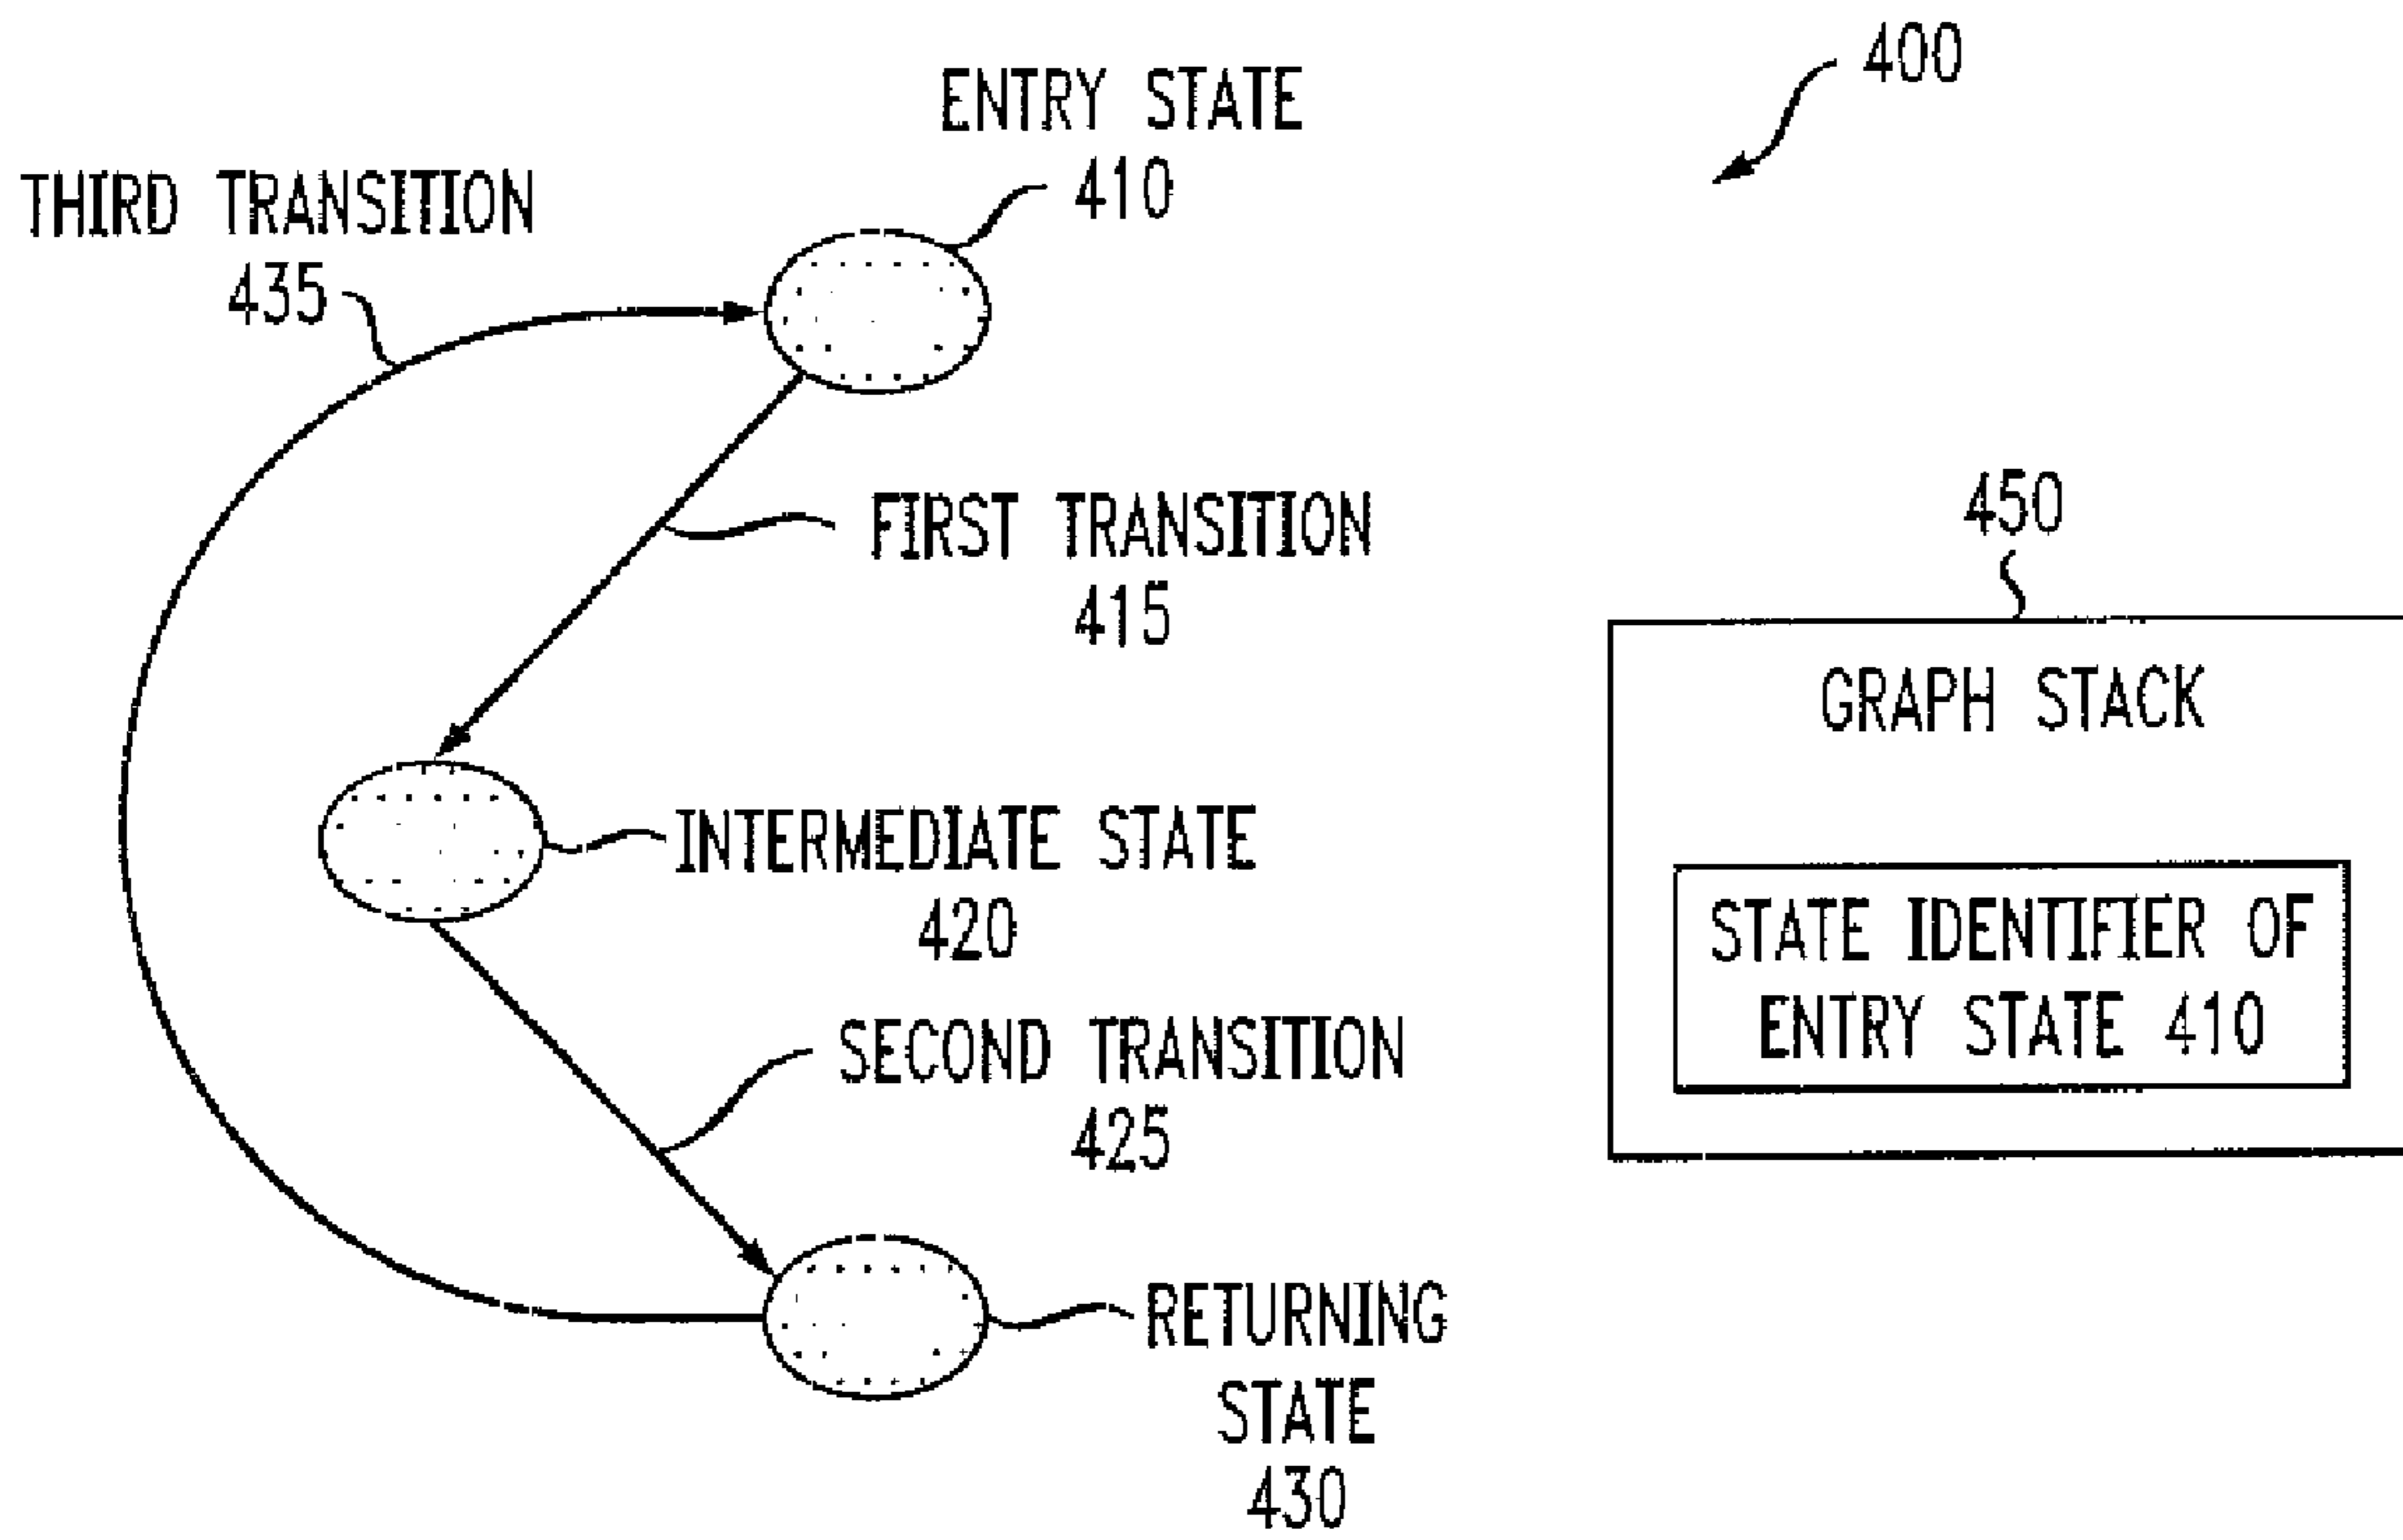 400
ENTRY STATE
410
THIRD TRANSITION
435
FIRST TRANSITION
415
450
GRAPH STACK
INTERMEDIATE STATE
420
STATE IDENTIFIER OF
ENTRY STATE 410
SECOND TRANSITION
425
RETURNING
STATE
430